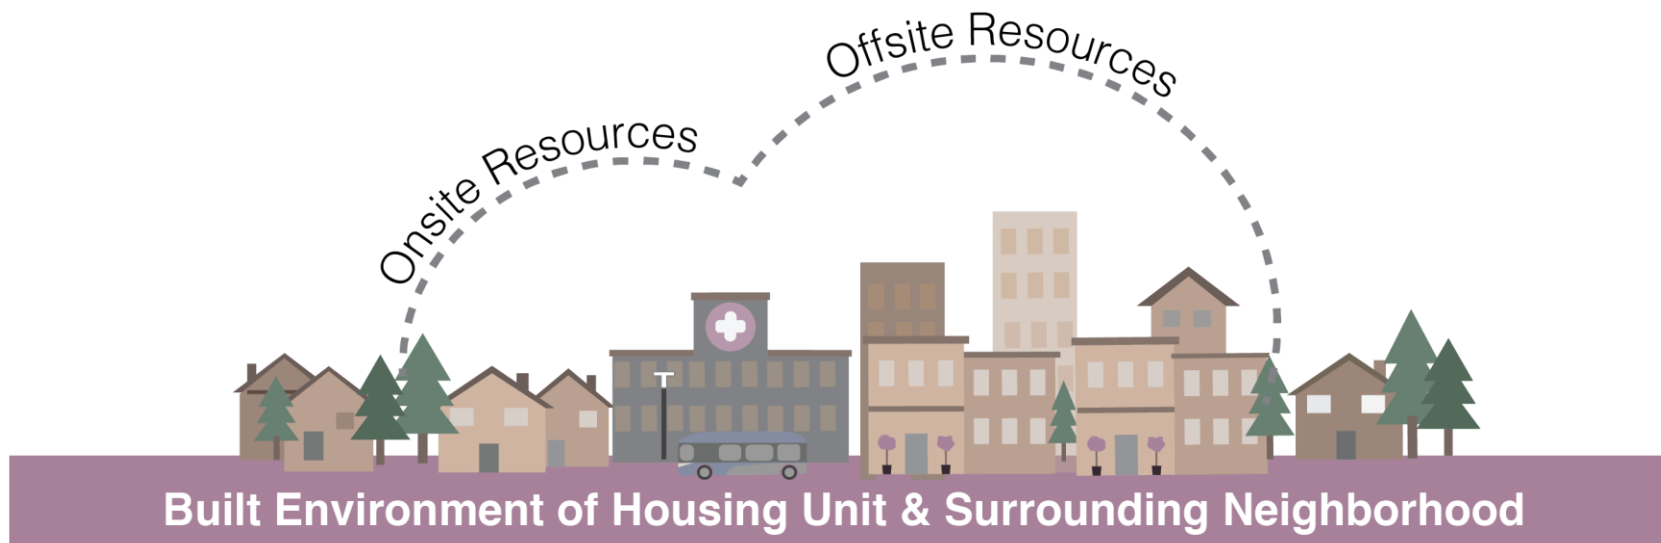 Onsite Resources
Offsite Resources
Built Environment of Housing Unit & Surrounding Neighborhood